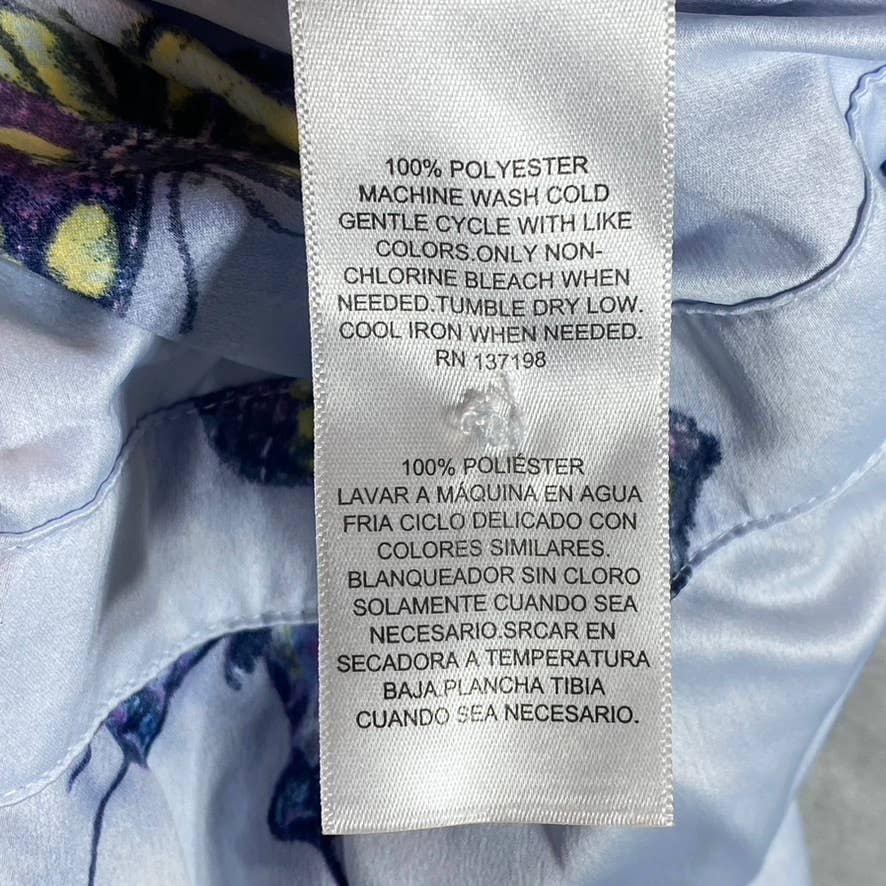 100% POLYESTER
MACHINE WASH COLD
GENTLE CYCLE WITH LIKE
COLORS.ONLY NON-
CHLORINE BLEACH WHEN
NEEDED.TUMBLE DRY LOW.
COOL IRON WHEN NEEDED.
RN 137198
100% POLIÉSTER
LAVAR A MÁQUINA EN AGUA
FRIA CICLO DELICADO CON
COLORES SIMILARES.
BLANQUEADOR SIN CLORO
SOLAMENTE CUANDO SEA
NECESARIO.SRCAR EN
SECADORA A TEMPERATURA
BAJA.PLANCHA TIBIA
CUANDO SEA NECESARIO.